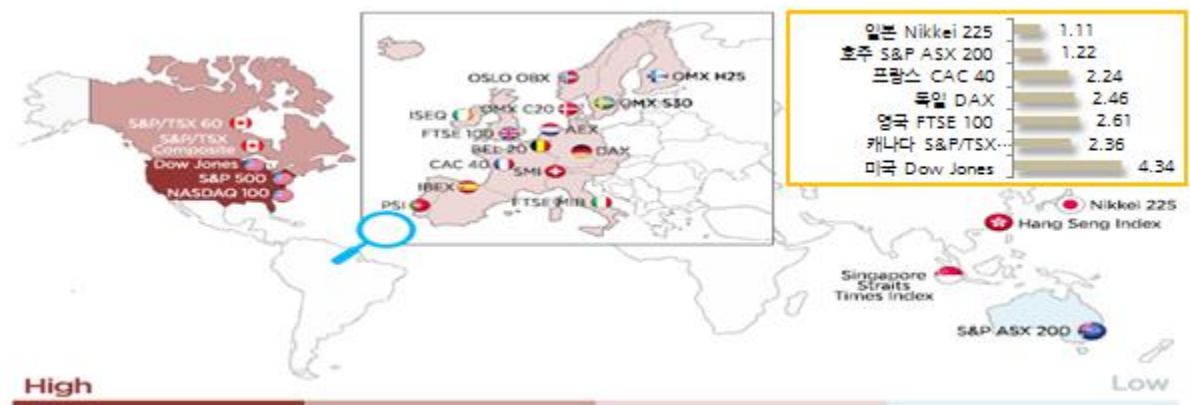 S&P/TSX 60
S&P/TSX
Composite
Dow Jones
S&P 500
NASDAQ 100
OSLO OBX
OMX H25
ISEQ
OMX C20
OMX S30
FTSE 100
AEX
BEL 20
DAX
CAC 40
SMI
IBEX
PSI
FTSE MIB
일본 Nikkei 225 1.11
호주 S&P ASX 200 1.22
프랑스 CAC 40 2.24
독일 DAX 2.46
영국 FTSE 100 2.61
캐나다 S&P/TSX… 2.36
미국 Dow Jones 4.34
Nikkei 225
Hang Seng Index
Singapore
Straits
Times Index
S&P ASX 200
High
Low